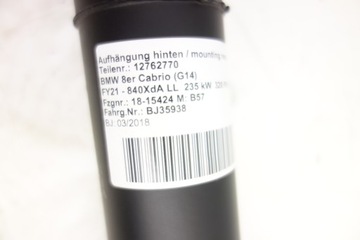 Aufhängung hinten / mounting
Teilenr.: 12762770
BMW 8er Cabrio (G14)
FY21 - 840XdA LL 235 kW
Fzgnr.: 18-15424 M: B57
Fahrg.Nr.: BJ35938
BJ: 03/2018